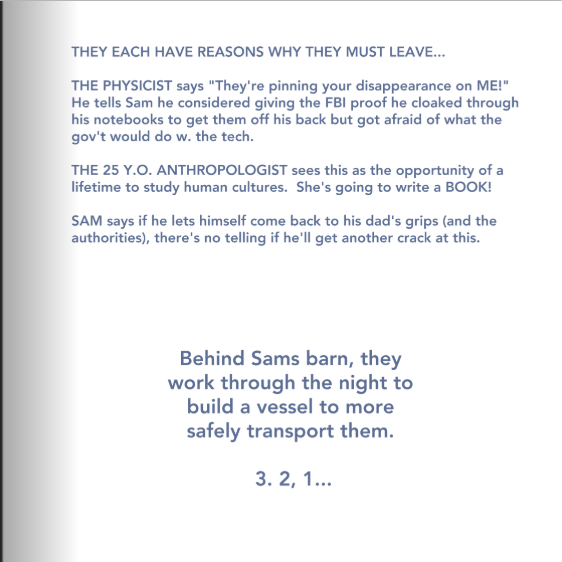 THEY EACH HAVE REASONS WHY THEY MUST LEAVE...
THE PHYSICIST says "They're pinning your disappearance on ME!"
He tells Sam he considered giving the FBI proof he cloaked through
his notebooks to get them off his back but got afraid of what the
gov't would do w. the tech.
THE 25 Y.O. ANTHROPOLOGIST sees this as the opportunity of a
lifetime to study human cultures.  She's going to write a BOOK!
SAM says if he lets himself come back to his dad's grips (and the
authorities), there's no telling if he'll get another crack at this.
Behind Sams barn, they
work through the night to
build a vessel to more
safely transport them.
3. 2, 1...